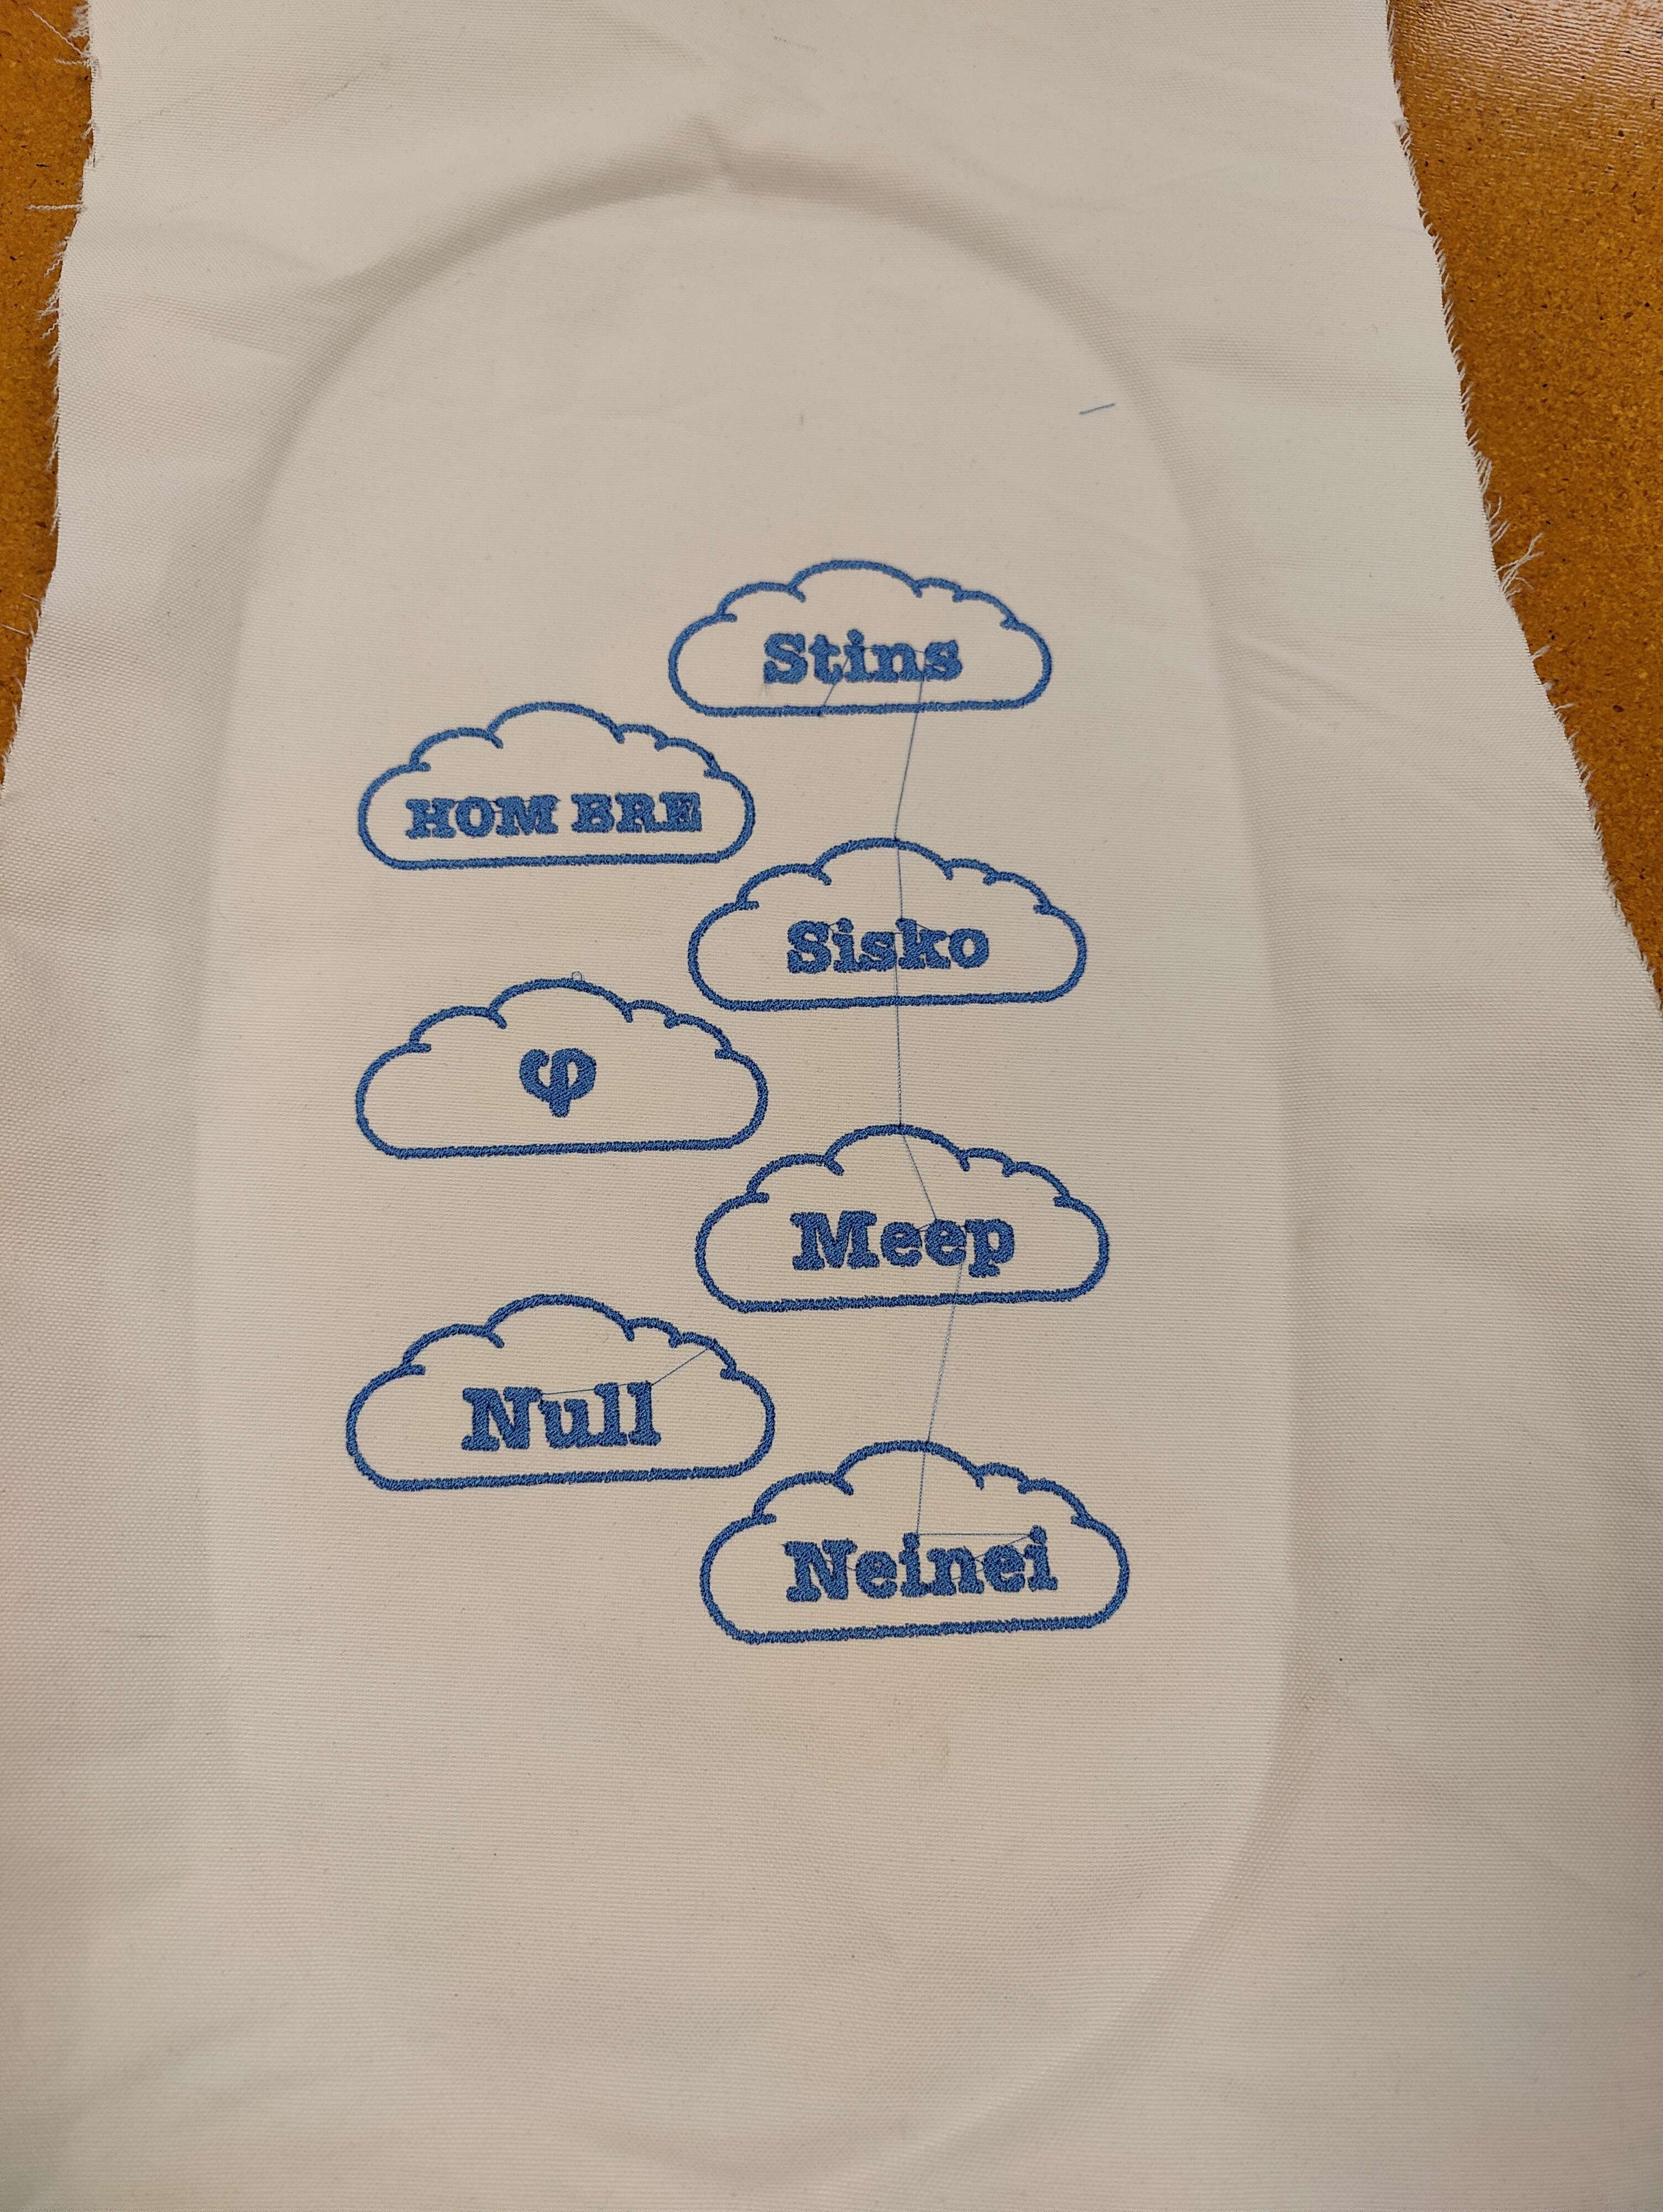 Stins
HOM BRE
Sisko
φ
Meep
Null
Neinei